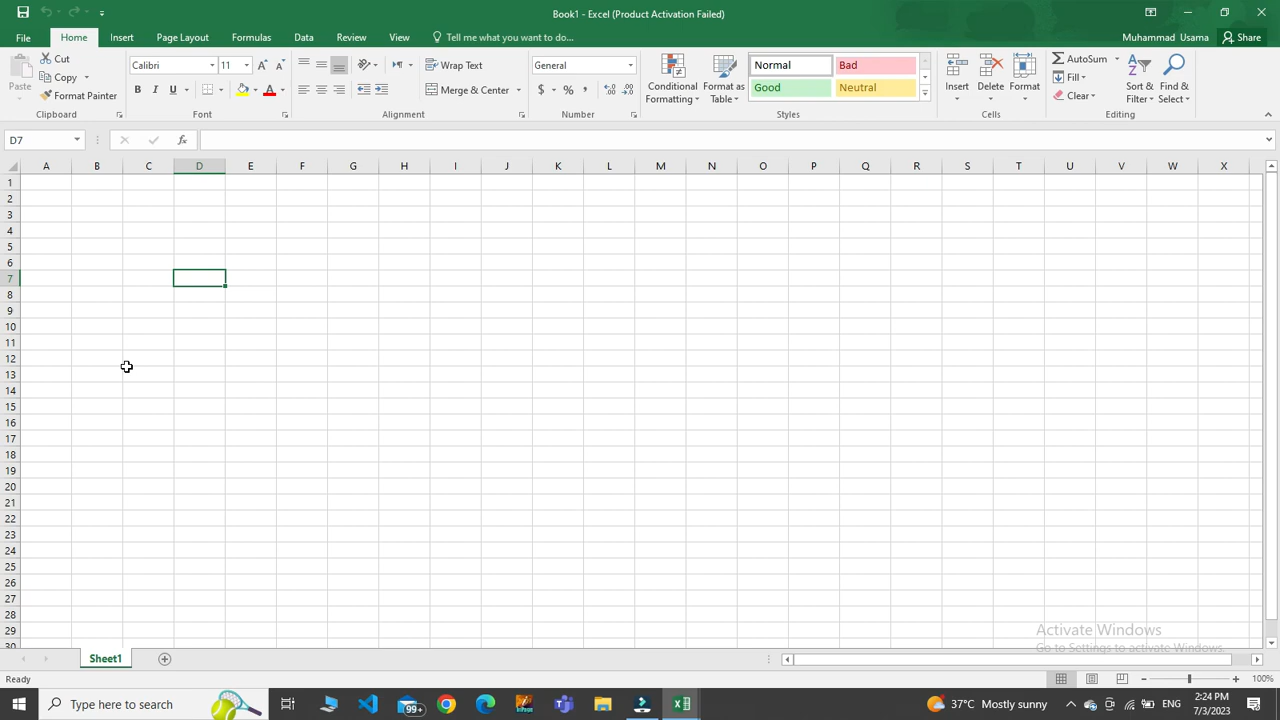 Book1 - Excel (Product Activation Failed)
File Home Insert Page Layout Formulas Data Review View Tell me what you want to do... Muhammad Usama Share
Paste
Cut
Copy
Format Painter
Clipboard
Calibri 11
B I U
A
Font
Wrap Text
Merge & Center
Alignment
General
$ % ,
Number
Conditional Formatting
Format as Table
Normal Bad
Good Neutral
Styles
Insert Delete Format
Cells
AutoSum
Fill
Clear
Sort & Filter
Find & Select
Editing
D7 fx
A B C D E F G H I J K L M N O P Q R S T U V W X
1
2
3
4
5
6
7
8
9
10
11
12
13
14
15
16
17
18
19
20
21
22
23
24
25
26
27
28
29
30
Activate Windows
Go to Settings to activate Windows.
Sheet1
Ready 100%
Type here to search 99+ 37°C Mostly sunny ENG 2:24 PM
7/3/2023